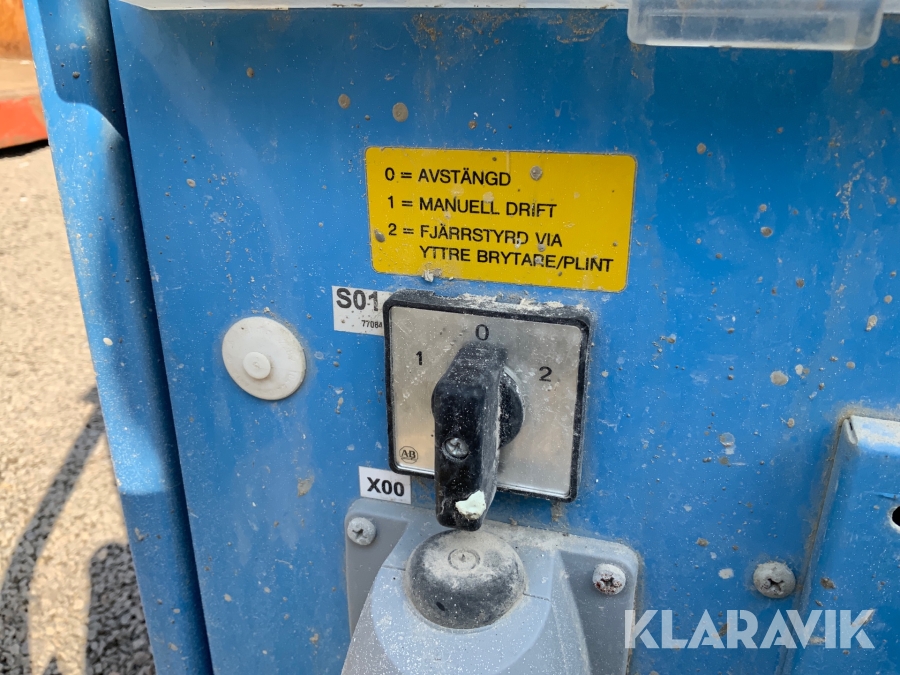 0 = AVSTÄNGD
1 = MANUELL DRIFT
2 = FJÄRRSTYRD VIA
YTTRE BRYTARE/PLINT
S01
0
1
2
AB
X00
KLARAVIK